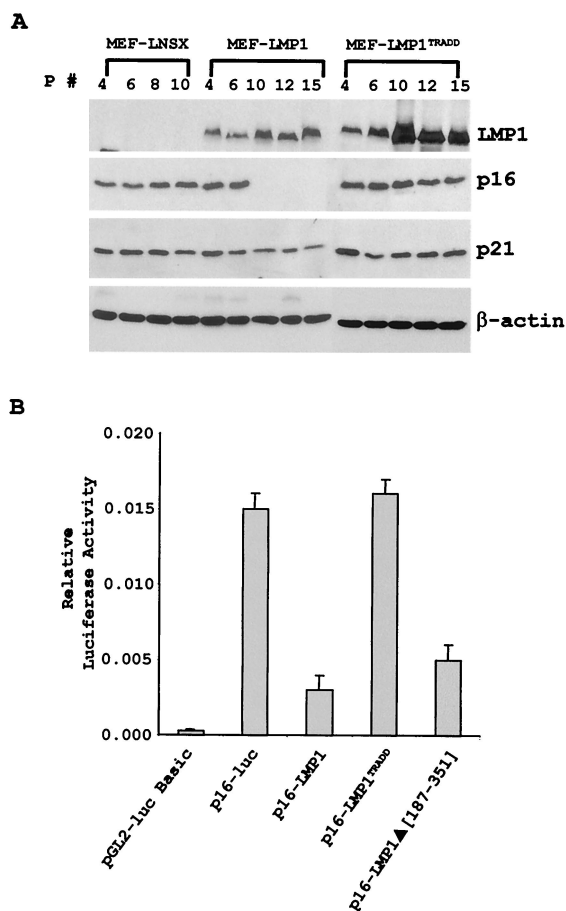 A
MEF-LNSX MEF-LMP1 MEF-LMP1TRADD
P # 4 6 8 10 4 6 10 12 15 4 6 10 12 15
LMP1
p16
p21
β-actin
B
Relative
Luciferase Activity
0.020
0.015
0.010
0.005
0.000
pGL2-luc Basic
p16-luc
p16-LMP1
p16-LMP1TRADD
p16-LMP1▲[187-351]